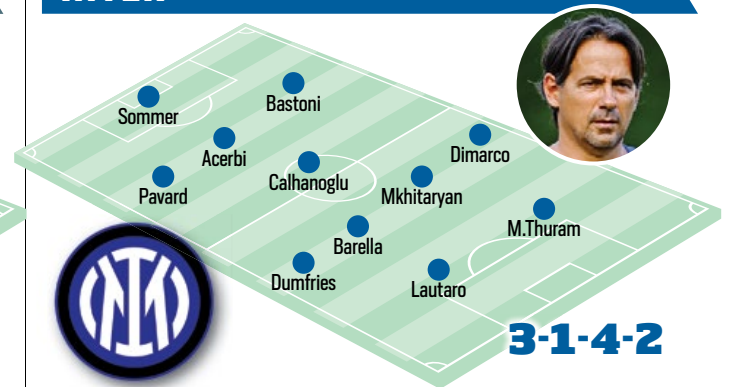 Sommer
Bastoni
Acerbi
Dimarco
Pavard
Calhanoglu
Mkhitaryan
M.Thuram
Barella
Dumfries
Lautaro
3-1-4-2